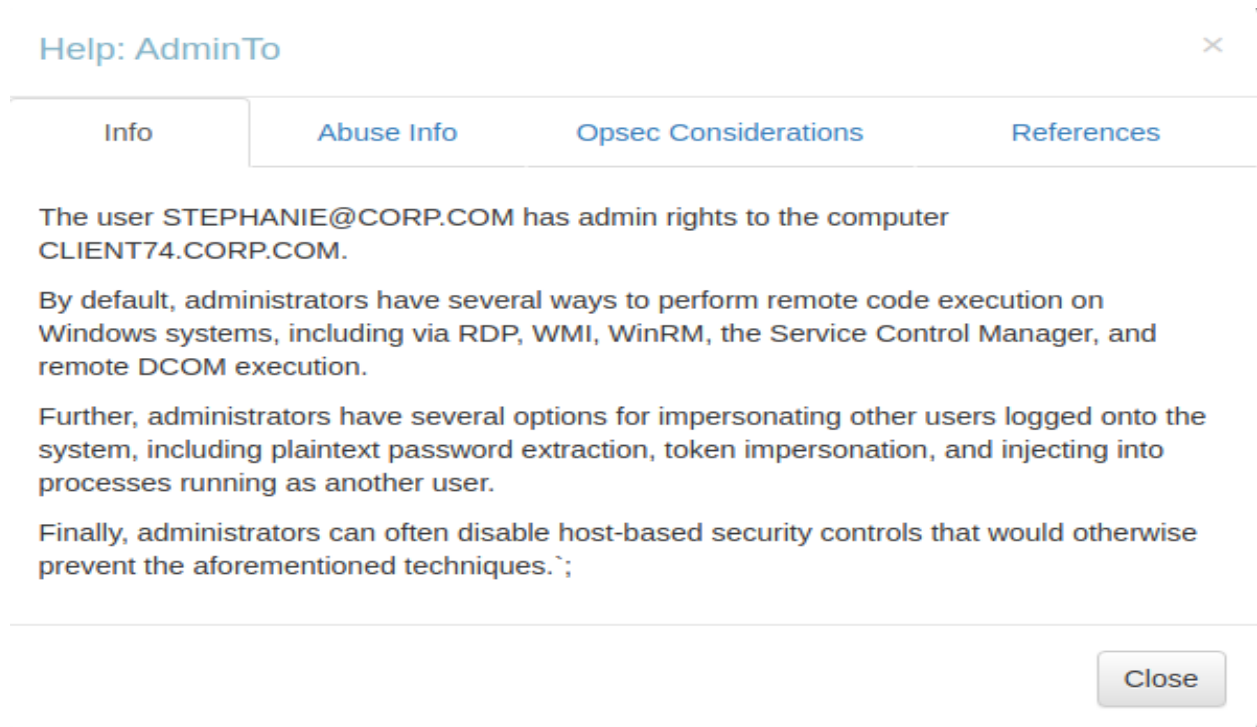 Help: AdminTo ×
Info Abuse Info Opsec Considerations References
The user STEPHANIE@CORP.COM has admin rights to the computer
CLIENT74.CORP.COM.
By default, administrators have several ways to perform remote code execution on
Windows systems, including via RDP, WMI, WinRM, the Service Control Manager, and
remote DCOM execution.
Further, administrators have several options for impersonating other users logged onto the
system, including plaintext password extraction, token impersonation, and injecting into
processes running as another user.
Finally, administrators can often disable host-based security controls that would otherwise
prevent the aforementioned techniques.`;
Close